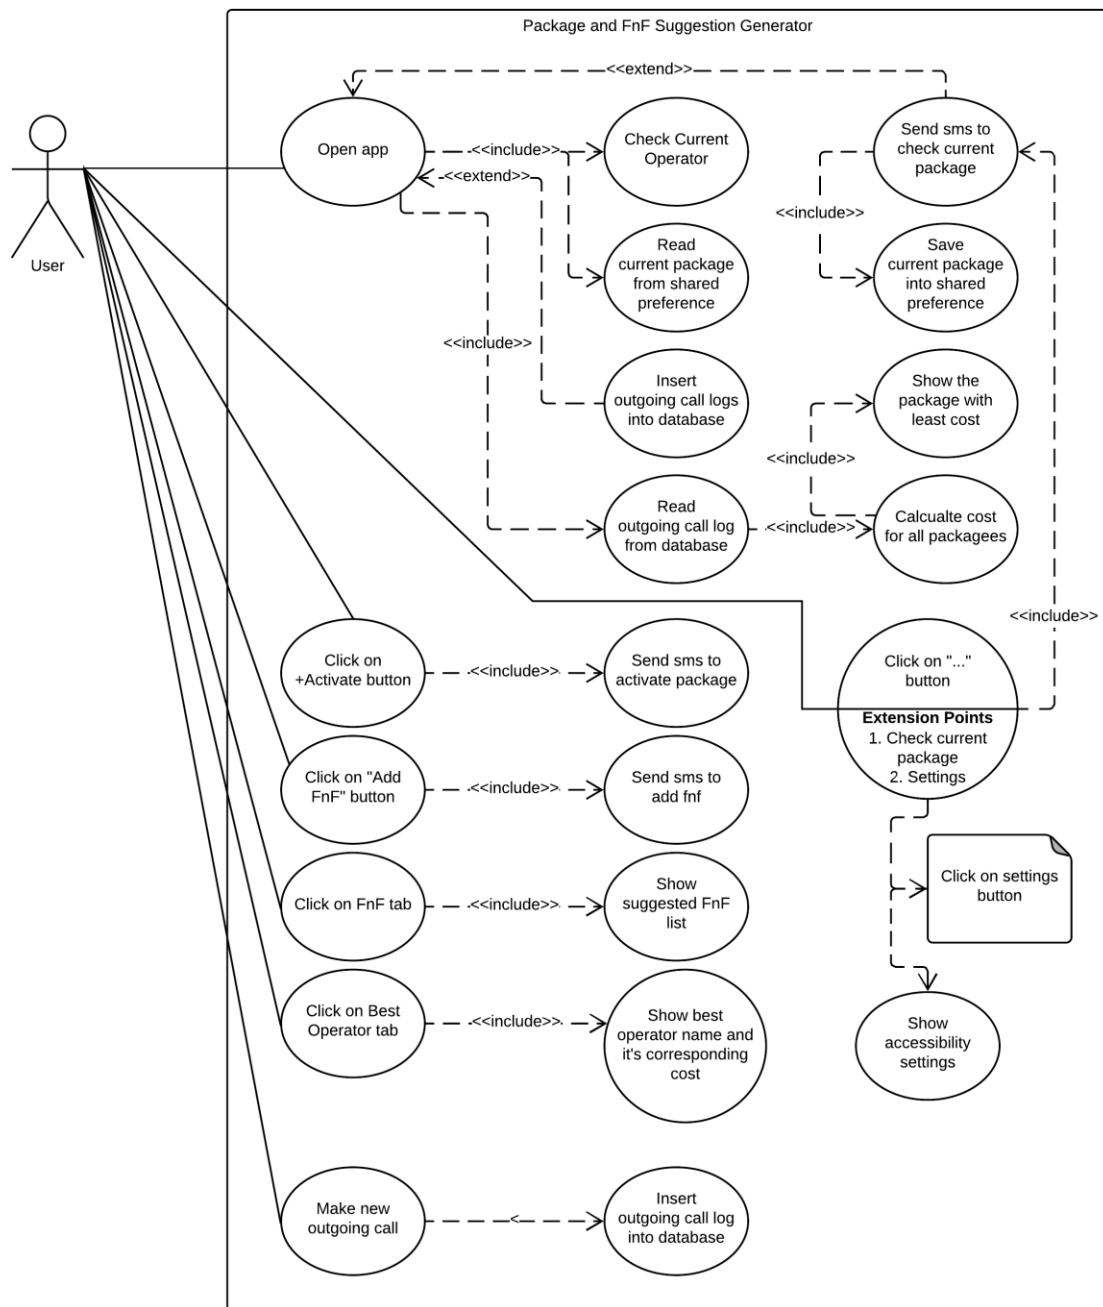 Package and FnF Suggestion Generator
<<extend>>
Open app
<<include>>
Check Current
Operator
Send sms to
check current
package
<<extend>>
<<include>>
User
Read
current package
from shared
preference
Save
current package
into shared
preference
<<include>>
Insert
outgoing call logs
into database
Show the
package with
least cost
<<include>>
Read
outgoing call log
from database
<<include>>
Calcualte cost
for all packagees
<<include>>
Click on
+Activate button
<<include>>
Send sms to
activate package
Click on "..."
button
Extension Points
1. Check current
package
2. Settings
Click on "Add
FnF" button
<<include>>
Send sms to
add fnf
Click on settings
button
Click on FnF tab
<<include>>
Show
suggested FnF
list
Click on Best
Operator tab
<<include>>
Show best
operator name and
it's corresponding
cost
Show
accessibility
settings
Make new
outgoing call
<
Insert
outgoing call log
into database